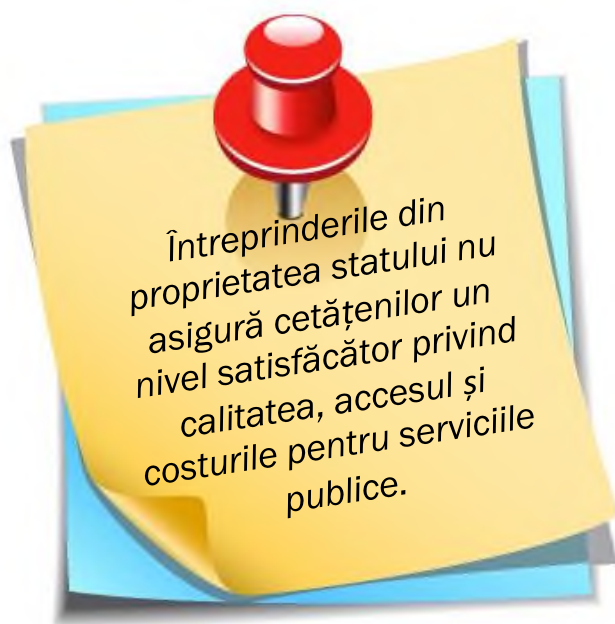 Întreprinderile din
proprietatea statului nu
asigură cetățenilor un
nivel satisfăcător privind
calitatea, accesul și
costurile pentru serviciile
publice.